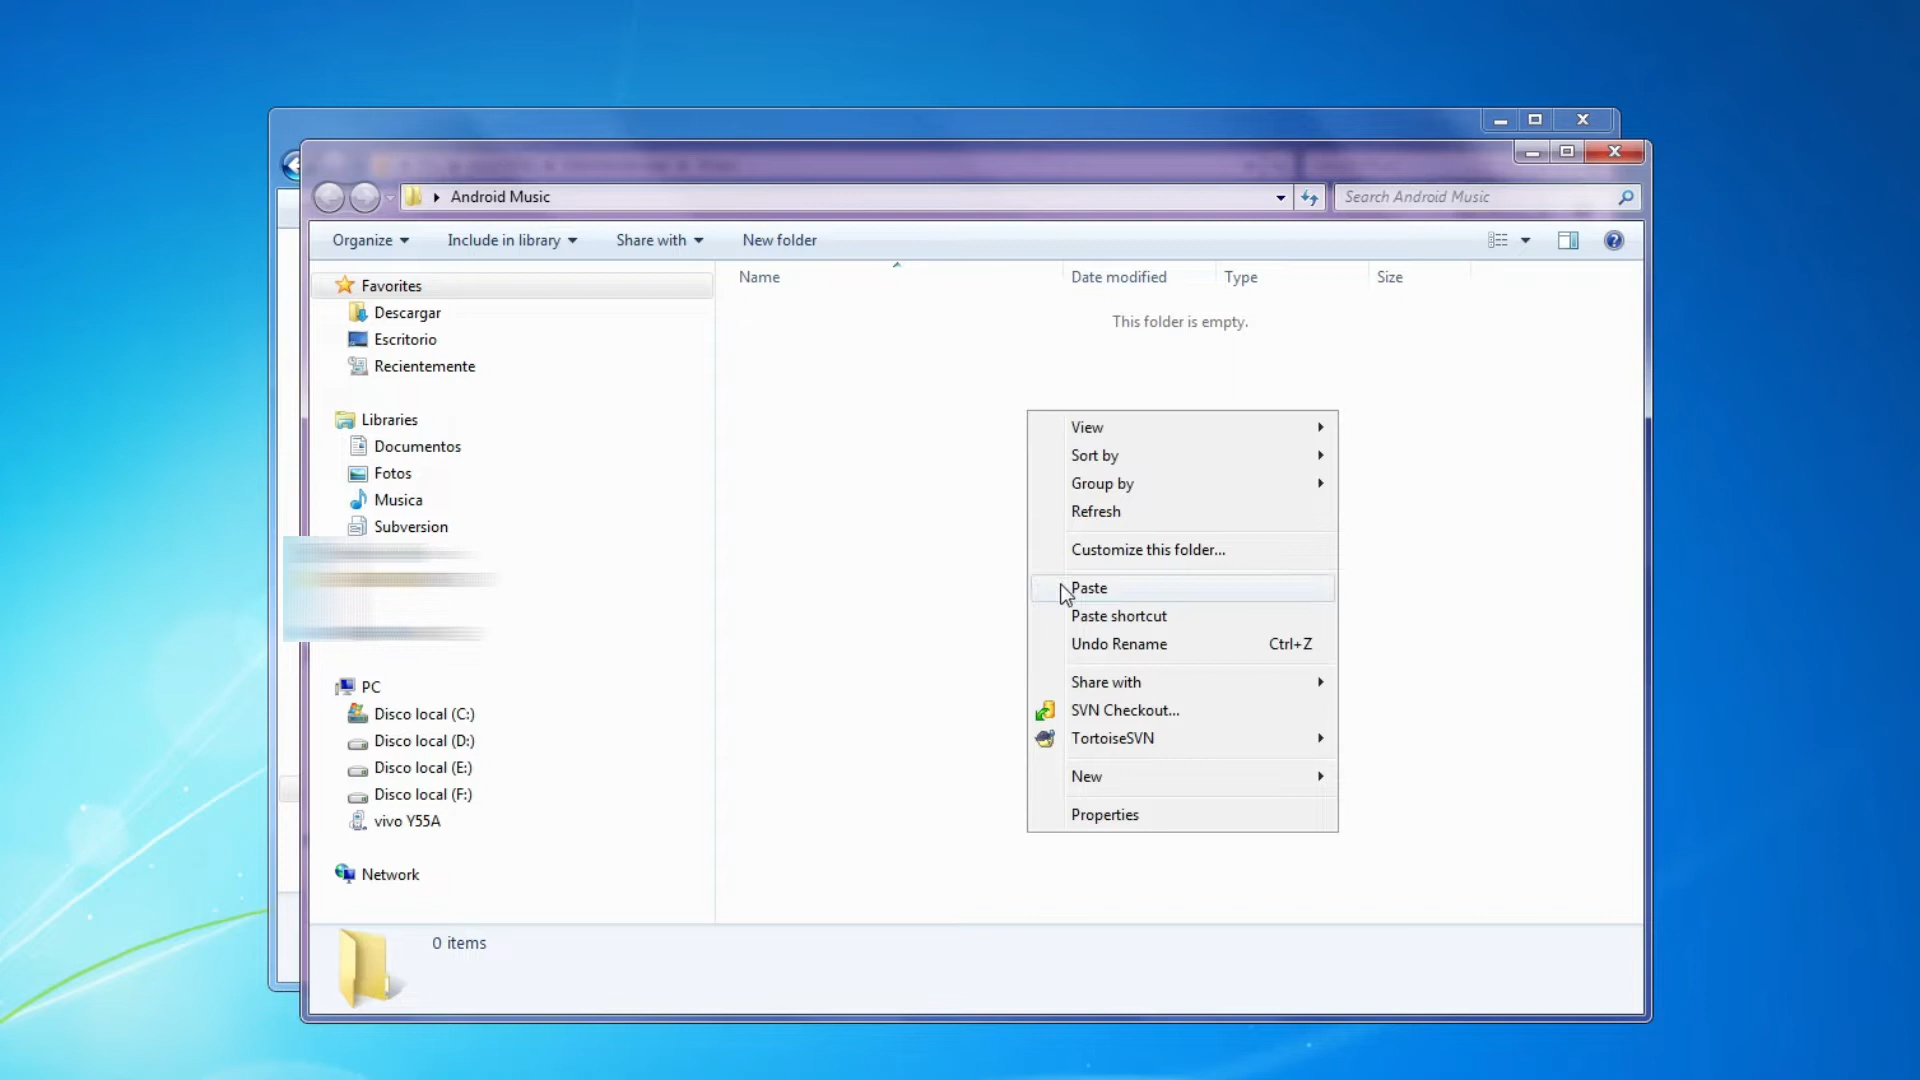 Android Music
Search Android Music
Organize
Include in library
Share with
New folder
Name
Date modified
Type
Size
This folder is empty.
Favorites
Descargar
Escritorio
Recientemente
Libraries
Documentos
Fotos
Musica
Subversion
PC
Disco local (C:)
Disco local (D:)
Disco local (E:)
Disco local (F:)
vivo Y55A
Network
View
Sort by
Group by
Refresh
Customize this folder...
Paste
Paste shortcut
Undo Rename Ctrl+Z
Share with
SVN Checkout...
TortoiseSVN
New
Properties
0 items